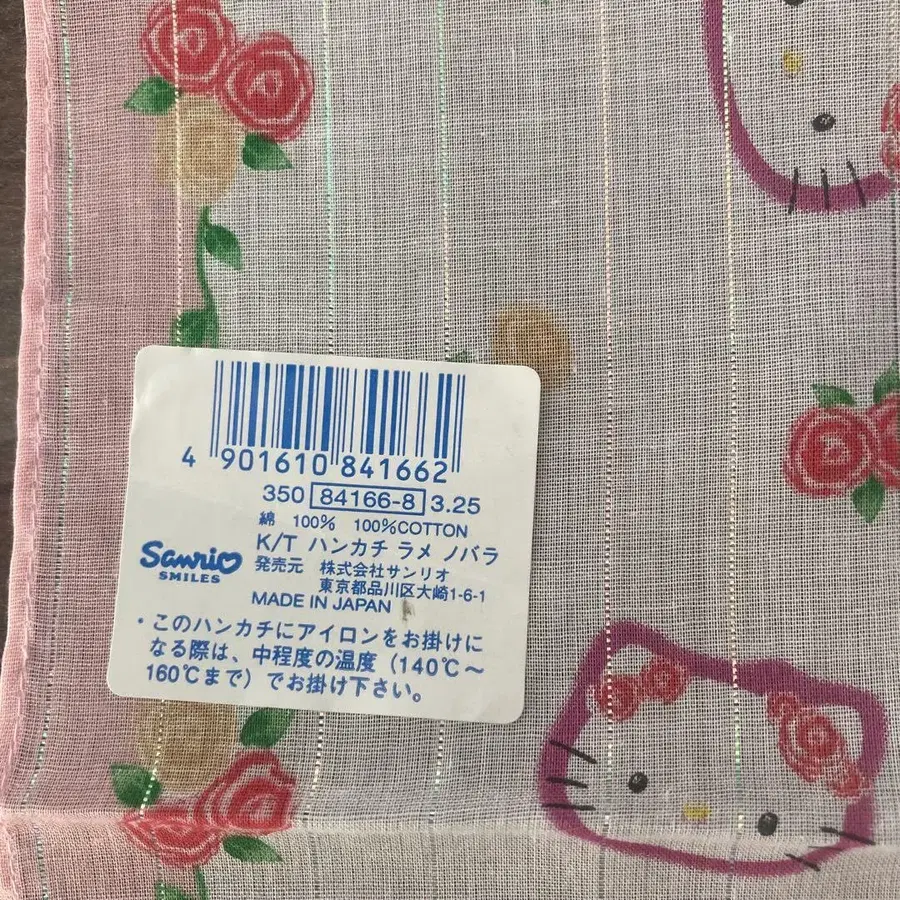 4 901610 841662
350 84166-8 3.25
綿 100% 100%COTTON
K/T ハンカチ ラメ ノバラ
Sanrio
SMILES
発売元 株式会社サンリオ
東京都品川区大崎1-6-1
MADE IN JAPAN
・このハンカチにアイロンをお掛けに
なる際は、中程度の温度（140℃～
160℃まで）でお掛け下さい。